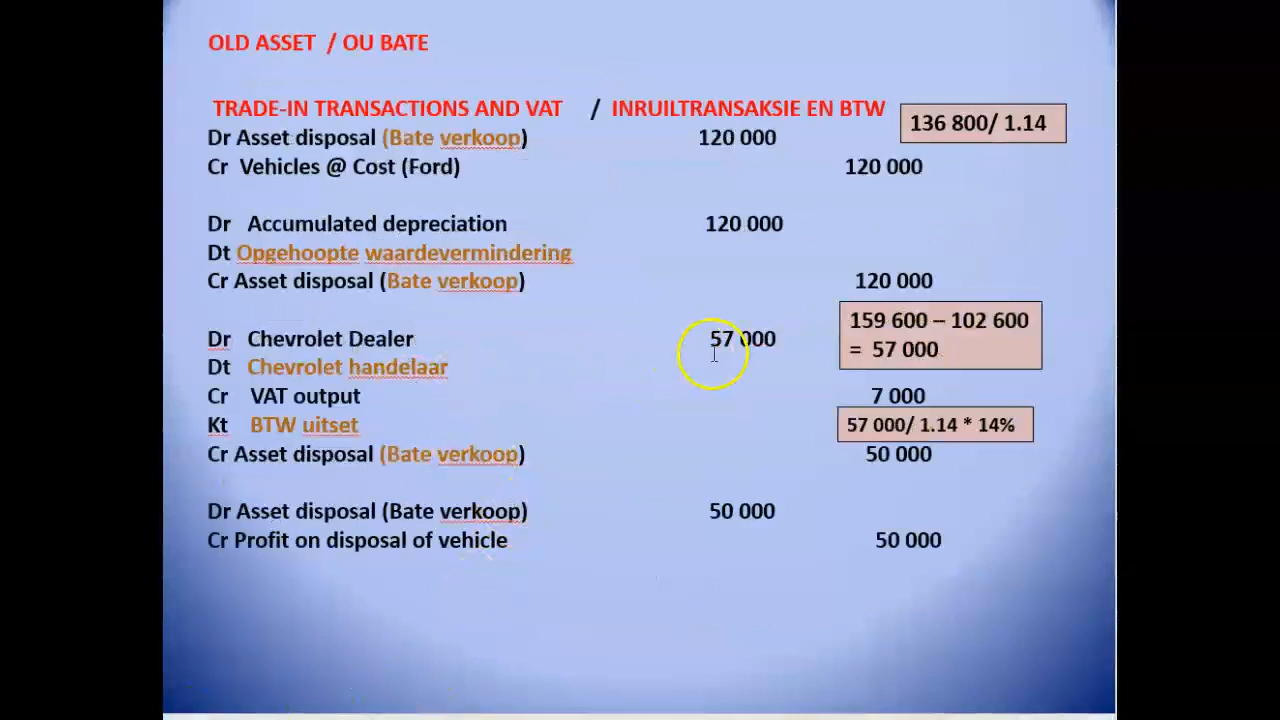 OLD ASSET / OU BATE
TRADE-IN TRANSACTIONS AND VAT / INRUILTRANSAKSIE EN BTW
136 800/ 1.14
Dr Asset disposal (Bate verkoop) 120 000
Cr Vehicles @ Cost (Ford) 120 000
Dr Accumulated depreciation 120 000
Dt Opgehoopte waardevermindering
Cr Asset disposal (Bate verkoop) 120 000
159 600 – 102 600
Dr Chevrolet Dealer 57 000
= 57 000
Dt Chevrolet handelaar
Cr VAT output 7 000
Kt BTW uitset 57 000/ 1.14 * 14%
Cr Asset disposal (Bate verkoop) 50 000
Dr Asset disposal (Bate verkoop) 50 000
Cr Profit on disposal of vehicle 50 000